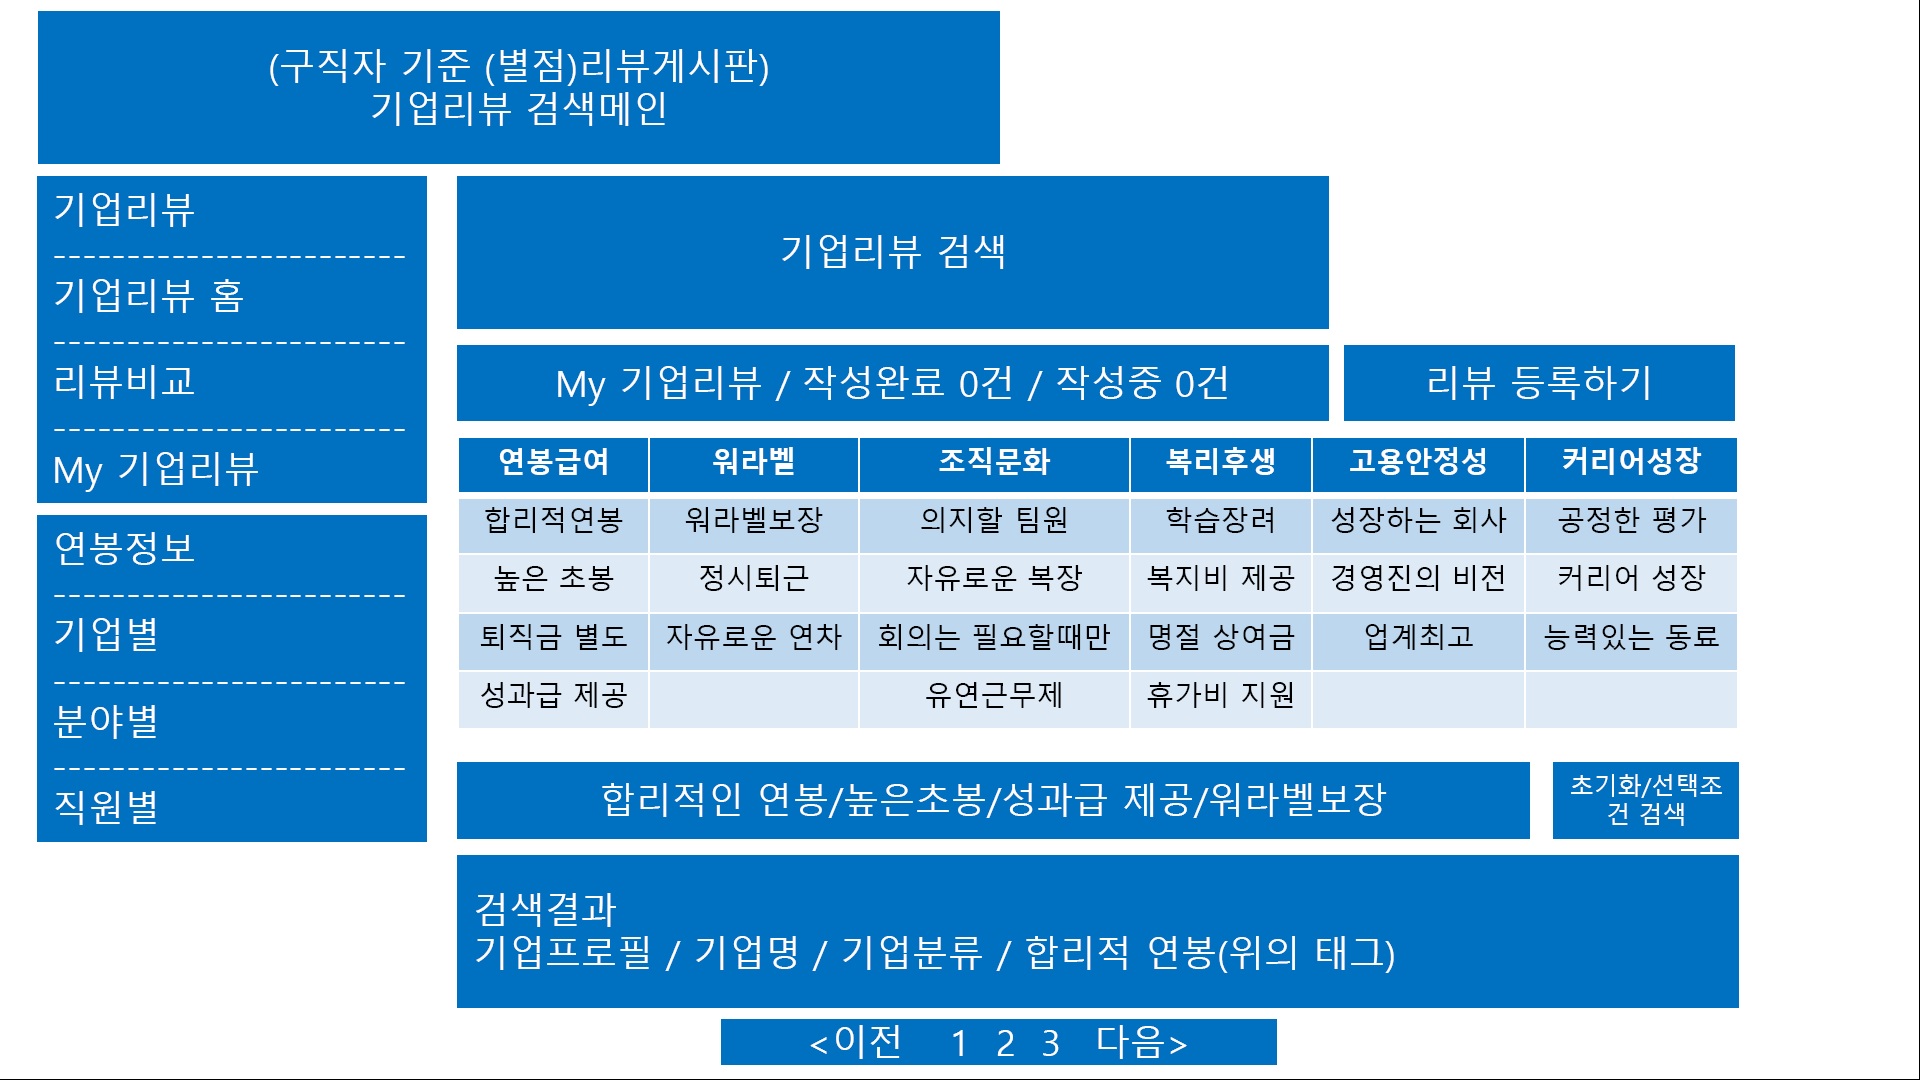 (구직자 기준 (별점)리뷰게시판)
기업리뷰 검색메인
기업리뷰
------------------------
기업리뷰 홈
------------------------
리뷰비교
------------------------
My 기업리뷰
연봉정보
------------------------
기업별
------------------------
분야별
------------------------
직원별
기업리뷰 검색
My 기업리뷰 / 작성완료 0건 / 작성중 0건
리뷰 등록하기
연봉급여 워라벨 조직문화 복리후생 고용안정성 커리어성장
합리적연봉 워라벨보장 의지할 팀원 학습장려 성장하는 회사 공정한 평가
높은 초봉 정시퇴근 자유로운 복장 복지비 제공 경영진의 비전 커리어 성장
퇴직금 별도 자유로운 연차 회의는 필요할때만 명절 상여금 업계최고 능력있는 동료
성과급 제공 유연근무제 휴가비 지원
합리적인 연봉/높은초봉/성과급 제공/워라벨보장
초기화/선택조
건 검색
검색결과
기업프로필 / 기업명 / 기업분류 / 합리적 연봉(위의 태그)
<이전 1 2 3 다음>